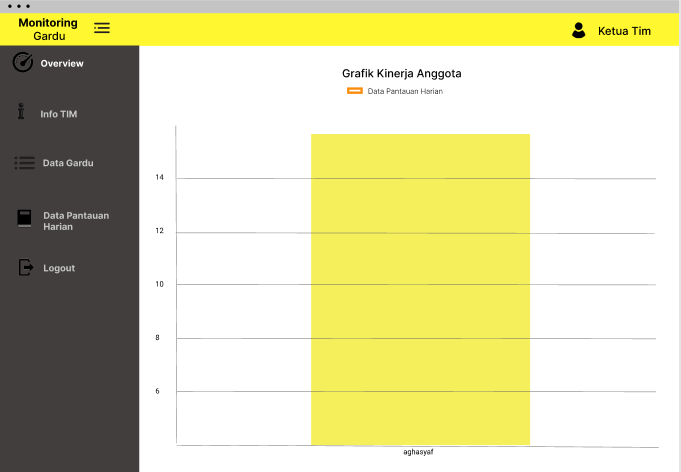 Monitoring
Gardu
Ketua Tim
Overview
Info TIM
Data Gardu
Data Pantauan
Harian
Logout
Grafik Kinerja Anggota
Data Pantauan Harian
14
12
10
8
6
aghasyaf